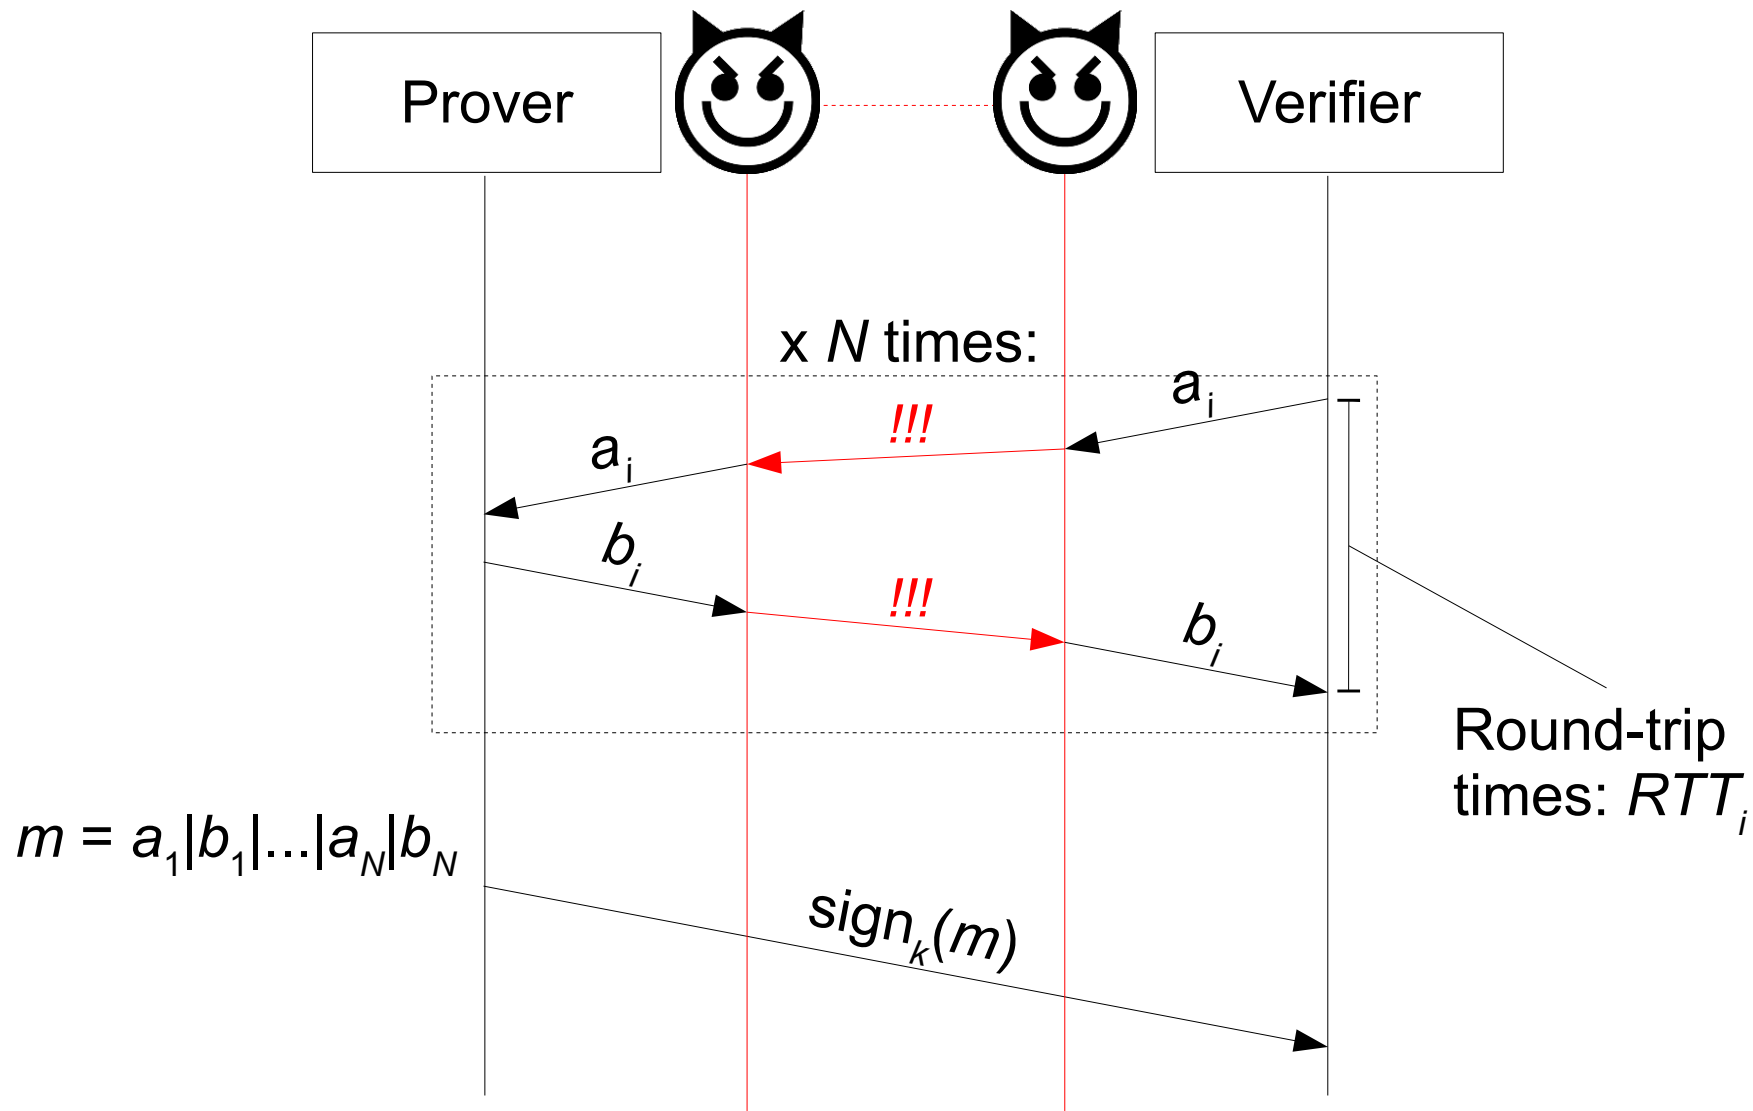 Prover
Verifier
x N times:
a_i
!!!
a_i
b_i
!!!
b_i
Round-trip
times: RTT_i
m = a_1|b_1|...|a_N|b_N
sign_k(m)